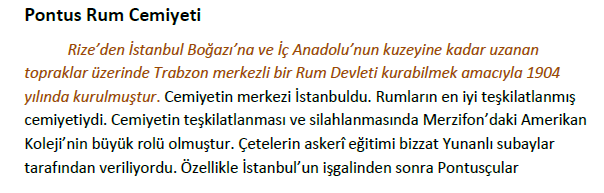 Pontus Rum Cemiyeti
Rize’den İstanbul Boğazı’na ve İç Anadolu’nun kuzeyine kadar uzanan
topraklar üzerinde Trabzon merkezli bir Rum Devleti kurabilmek amacıyla 1904
yılında kurulmuştur. Cemiyetin merkezi İstanbuldu. Rumların en iyi teşkilatlanmış
cemiyetiydi. Cemiyetin teşkilatlanması ve silahlanmasında Merzifon’daki Amerikan
Koleji’nin büyük rolü olmuştur. Çetelerin askerî eğitimi bizzat Yunanlı subaylar
tarafından veriliyordu. Özellikle İstanbul’un işgalinden sonra Pontusçular